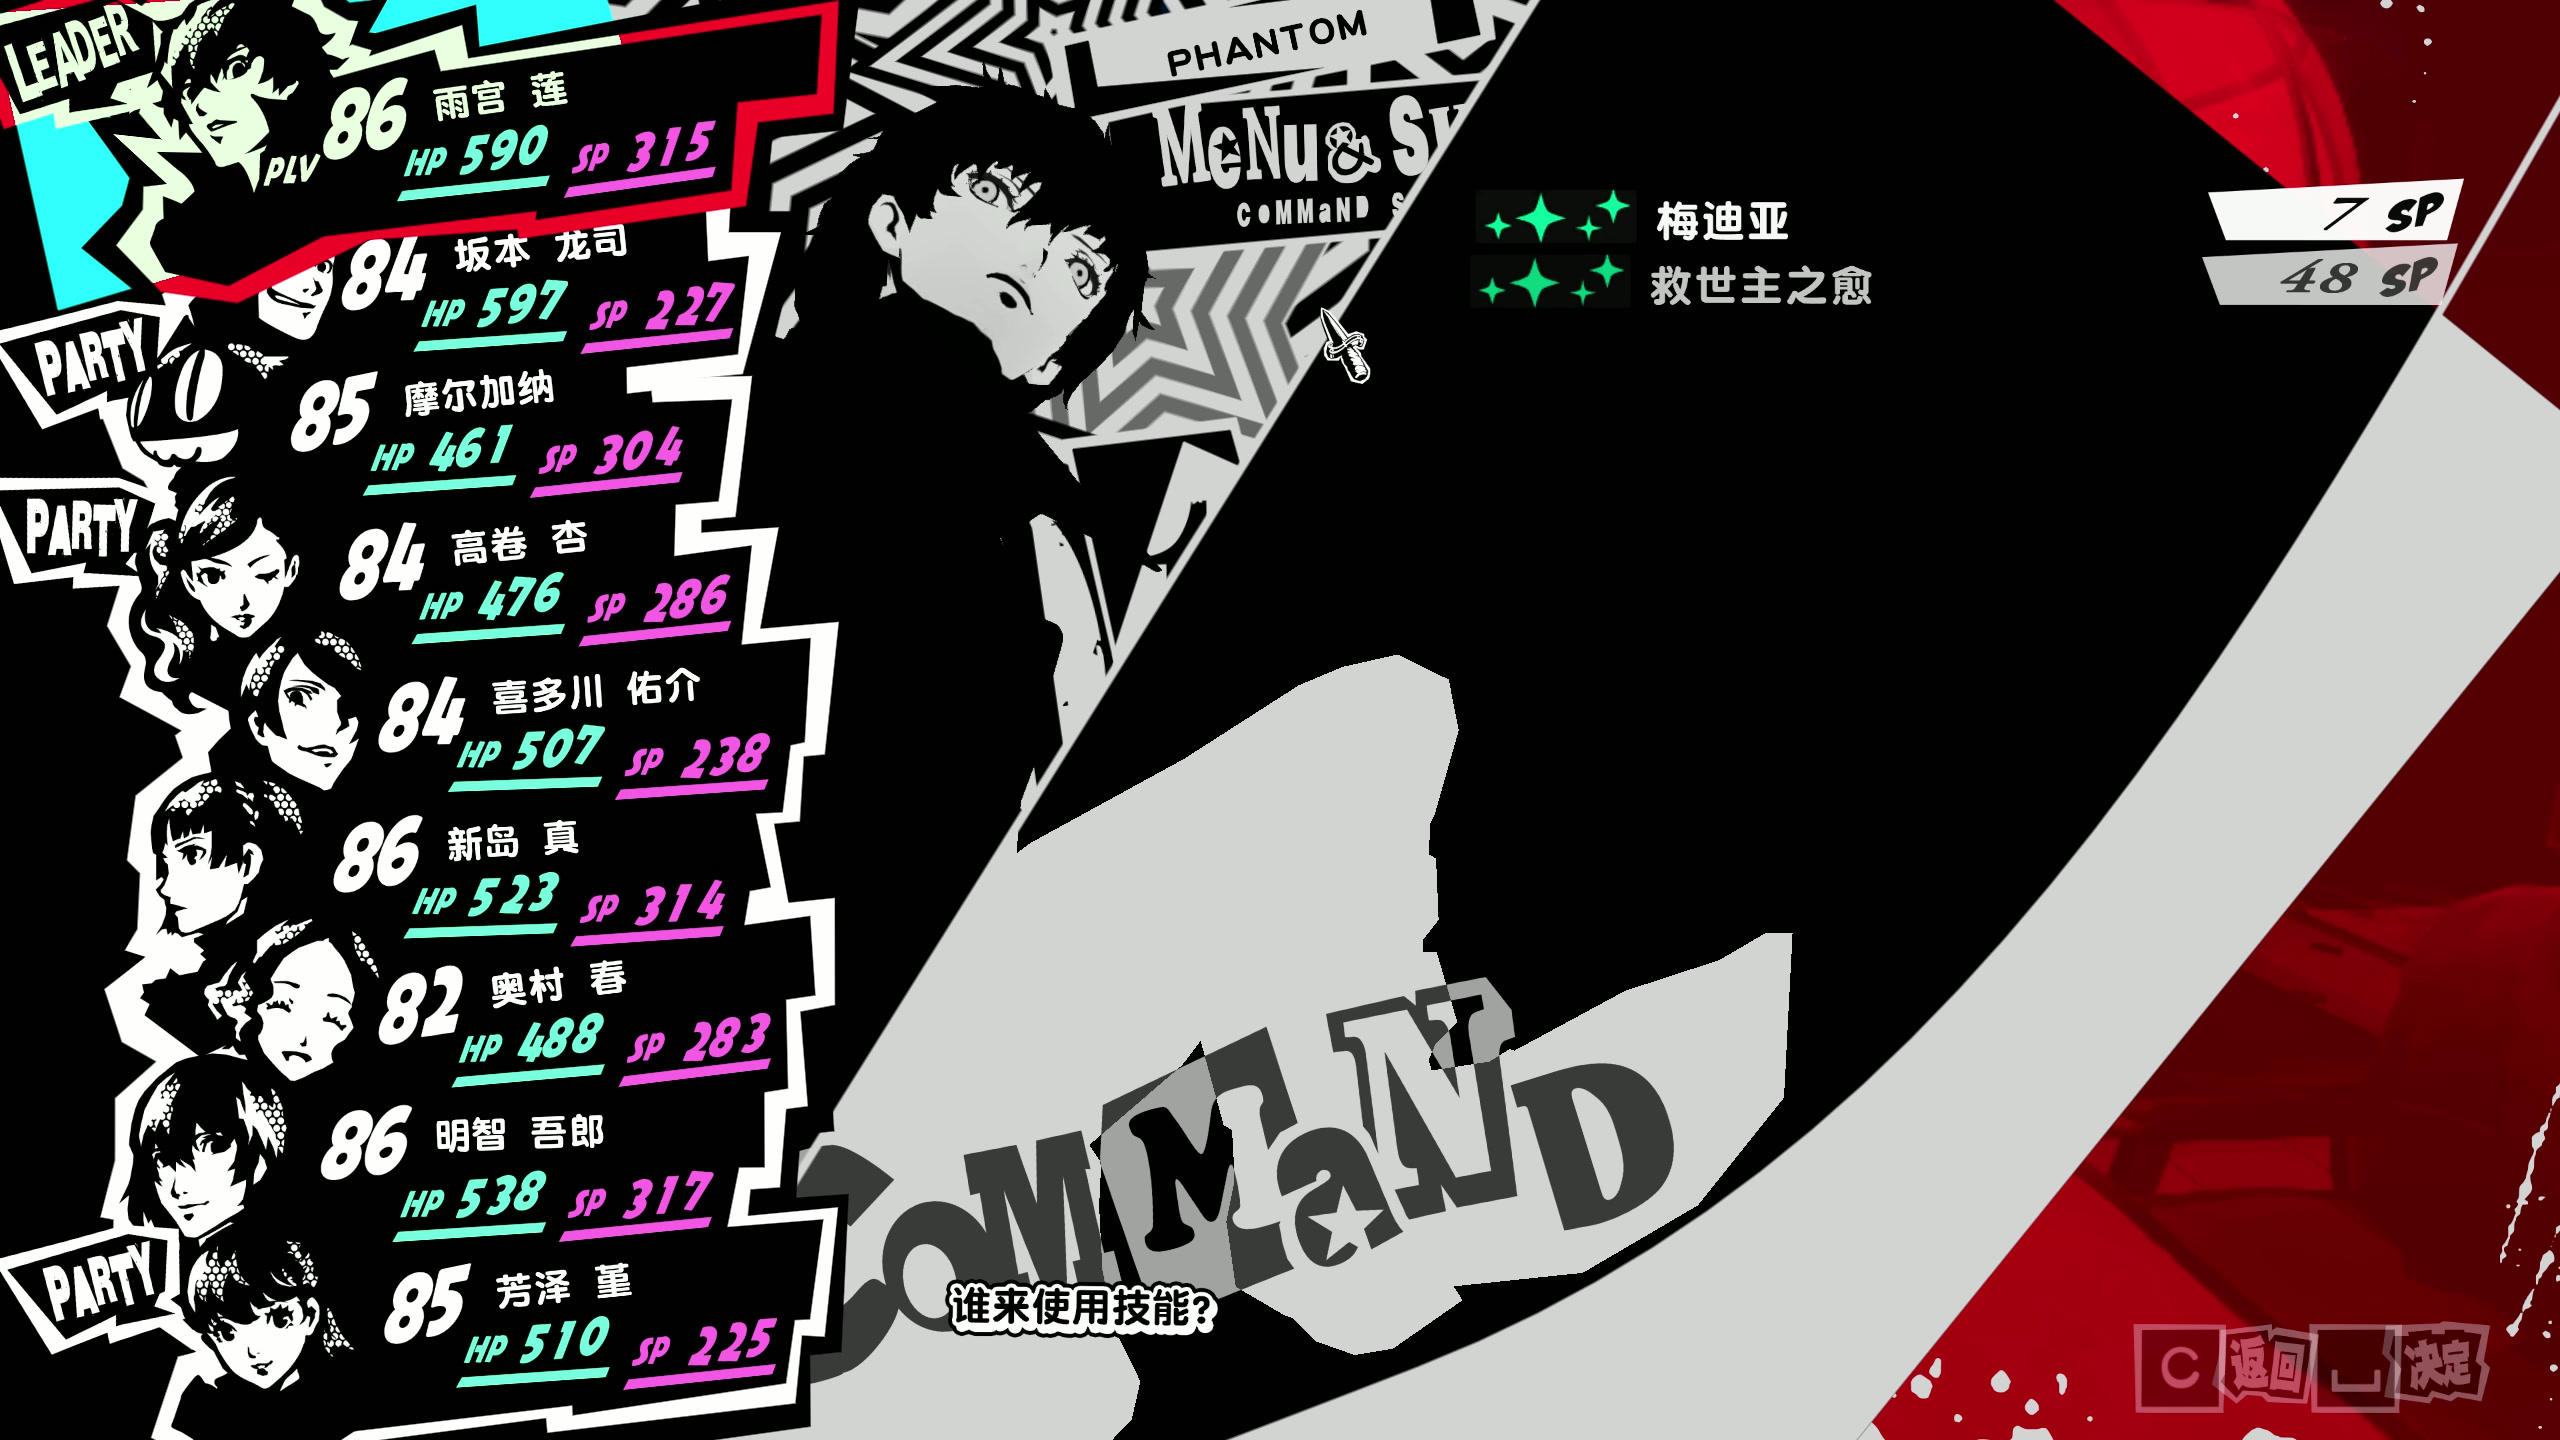 LEADER
86 雨宫 莲
PLV
HP 590 SP 315
84 坂本 龙司
HP 597 SP 227
PARTY
85 摩尔加纳
HP 461 SP 304
PARTY
84 高卷 杏
HP 476 SP 286
84 喜多川 佑介
HP 507 SP 238
86 新岛 真
HP 523 SP 314
82 奥村 春
HP 488 SP 283
86 明智 吾郎
HP 538 SP 317
PARTY
85 芳泽 堇
HP 510 SP 225
PHANTOM
MeNu &
COMMaND
梅迪亚 7 SP
救世主之愈 48 SP
COMMaND
谁来使用技能?
C 返回 决定